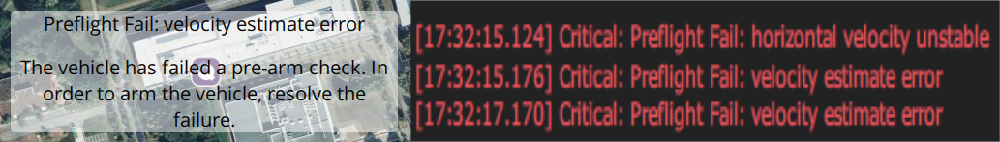 Preflight Fail: velocity estimate error
The vehicle has failed a pre-arm check. In
order to arm the vehicle, resolve the
failure.
[17:32:15.124] Critical: Preflight Fail: horizontal velocity unstable
[17:32:15.176] Critical: Preflight Fail: velocity estimate error
[17:32:17.170] Critical: Preflight Fail: velocity estimate error